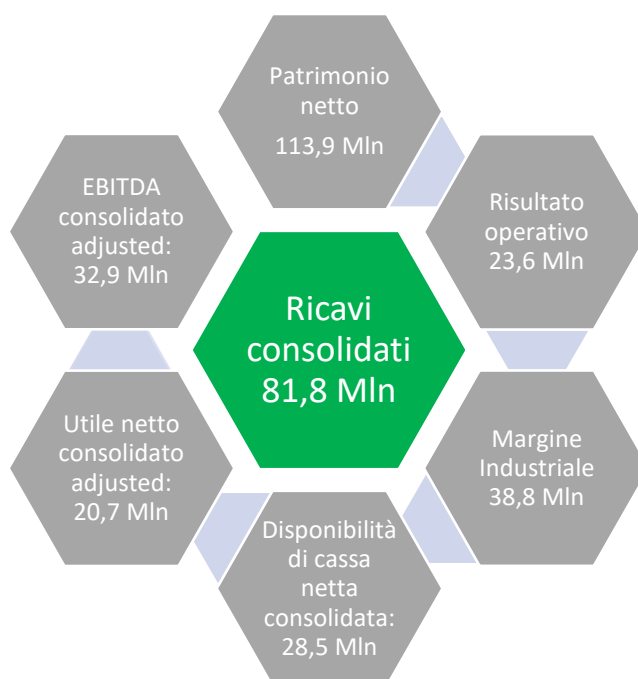 Patrimonio
netto
113,9 Mln
EBITDA
consolidato
adjusted:
32,9 Mln
Risultato
operativo
23,6 Mln
Ricavi
consolidati
81,8 Mln
Utile netto
consolidato
adjusted:
20,7 Mln
Margine
Industriale
38,8 Mln
Disponibilità
di cassa
netta
consolidata:
28,5 Mln